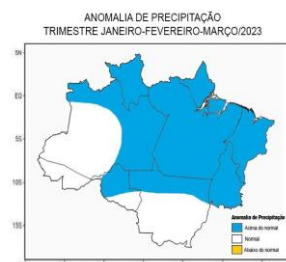 ANOMALIA DE PRECIPITAÇÃO
TRIMESTRE JANEIRO-FEVEREIRO-MARÇO/2023
5N
EQ
5S
10S
15S
Anomalia de Precipitação
Acima do normal
Normal
Abaixo do normal